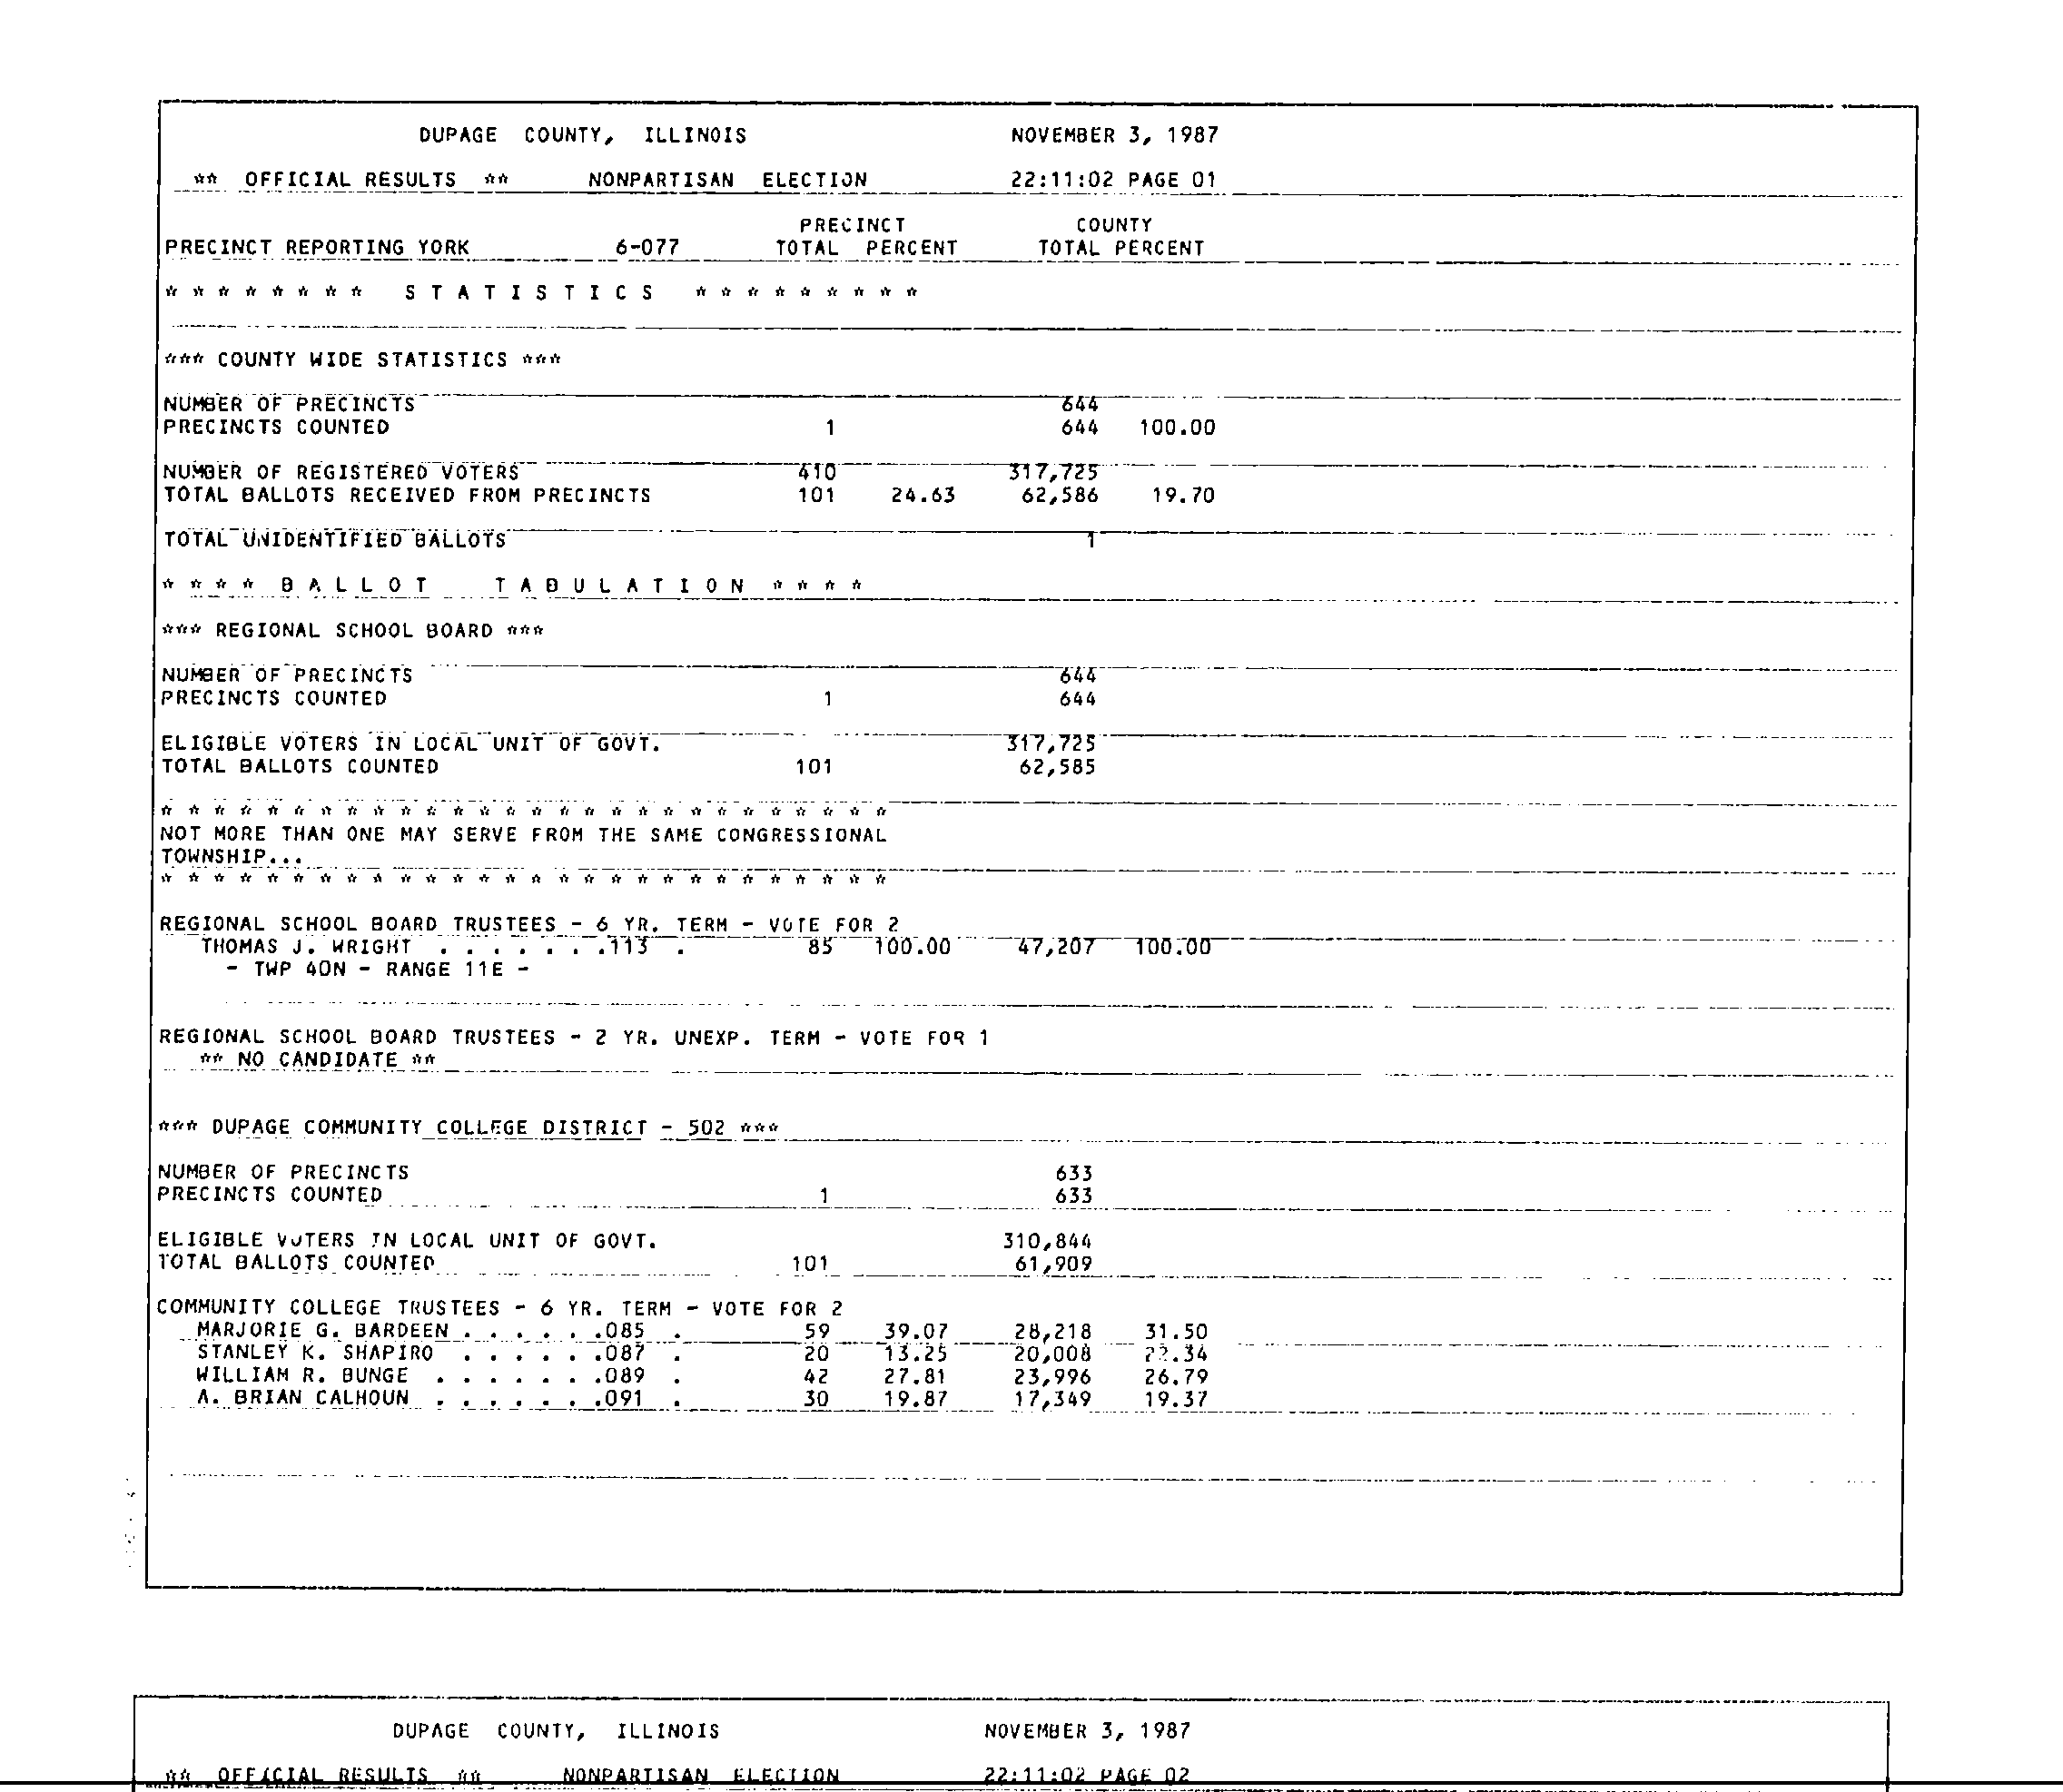 DUPAGE COUNTY, ILLINOIS NOVEMBER 3, 1987
** OFFICIAL RESULTS ** NONPARTISAN ELECTION 22:11:02 PAGE 01
PRECINCT COUNTY
PRECINCT REPORTING YORK 6-077 TOTAL PERCENT TOTAL PERCENT
* * * * * * * * S T A T I S T I C S * * * * * * * * *
*** COUNTY WIDE STATISTICS ***
NUMBER OF PRECINCTS 644
PRECINCTS COUNTED 1 644 100.00
NUMBER OF REGISTERED VOTERS 410 317,725
TOTAL BALLOTS RECEIVED FROM PRECINCTS 101 24.63 62,586 19.70
TOTAL UNIDENTIFIED BALLOTS 1
* * * * B A L L O T T A B U L A T I O N * * * *
*** REGIONAL SCHOOL BOARD ***
NUMBER OF PRECINCTS 644
PRECINCTS COUNTED 1 644
ELIGIBLE VOTERS IN LOCAL UNIT OF GOVT. 317,725
TOTAL BALLOTS COUNTED 101 62,585
* * * * * * * * * * * * * * * * * * * * * * * * * * * *
NOT MORE THAN ONE MAY SERVE FROM THE SAME CONGRESSIONAL
TOWNSHIP...
* * * * * * * * * * * * * * * * * * * * * * * * * * * *
REGIONAL SCHOOL BOARD TRUSTEES - 6 YR. TERM - VOTE FOR 2
THOMAS J. WRIGHT . . . . . . .113 . 85 100.00 47,207 100.00
- TWP 40N - RANGE 11E -
REGIONAL SCHOOL BOARD TRUSTEES - 2 YR. UNEXP. TERM - VOTE FOR 1
** NO CANDIDATE **
*** DUPAGE COMMUNITY COLLEGE DISTRICT - 502 ***
NUMBER OF PRECINCTS 633
PRECINCTS COUNTED 1 633
ELIGIBLE VOTERS IN LOCAL UNIT OF GOVT. 310,844
TOTAL BALLOTS COUNTED 101 61,909
COMMUNITY COLLEGE TRUSTEES - 6 YR. TERM - VOTE FOR 2
MARJORIE G. BARDEEN . . . . . .085 . 59 39.07 28,218 31.50
STANLEY K. SHAPIRO . . . . . .087 . 20 13.25 20,008 22.34
WILLIAM R. BUNGE . . . . . . .089 . 42 27.81 23,996 26.79
A. BRIAN CALHOUN . . . . . . .091 . 30 19.87 17,349 19.37
DUPAGE COUNTY, ILLINOIS NOVEMBER 3, 1987
** OFFICIAL RESULTS ** NONPARTISAN ELECTION 22:11:02 PAGE 02